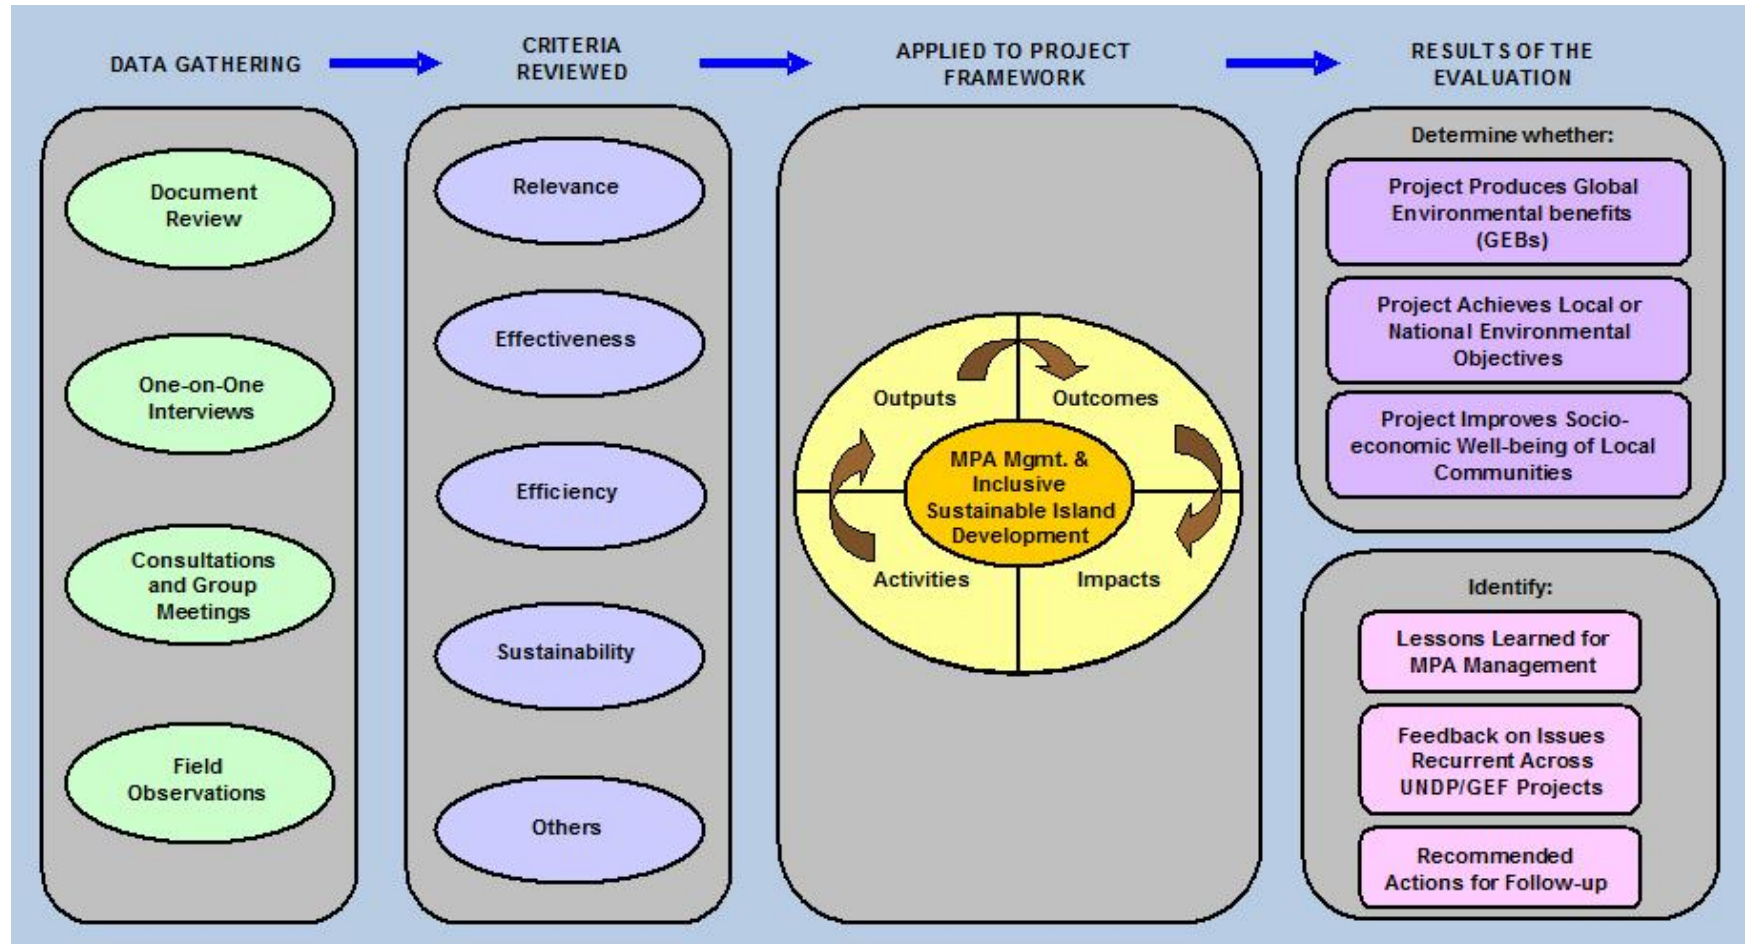 DATA GATHERING
CRITERIA
REVIEWED
APPLIED TO PROJECT
FRAMEWORK
RESULTS OF THE
EVALUATION
Document
Review
One-on-One
Interviews
Consultations
and Group
Meetings
Field
Observations
Relevance
Effectiveness
Efficiency
Sustainability
Others
Outputs
Outcomes
MPA Mgmt. &
Inclusive
Sustainable Island
Development
Activities
Impacts
Determine whether:
Project Produces Global
Environmental benefits
(GEBs)
Project Achieves Local or
National Environmental
Objectives
Project Improves Socio-
economic Well-being of Local
Communities
Identify:
Lessons Learned for
MPA Management
Feedback on Issues
Recurrent Across
UNDP/GEF Projects
Recommended
Actions for Follow-up